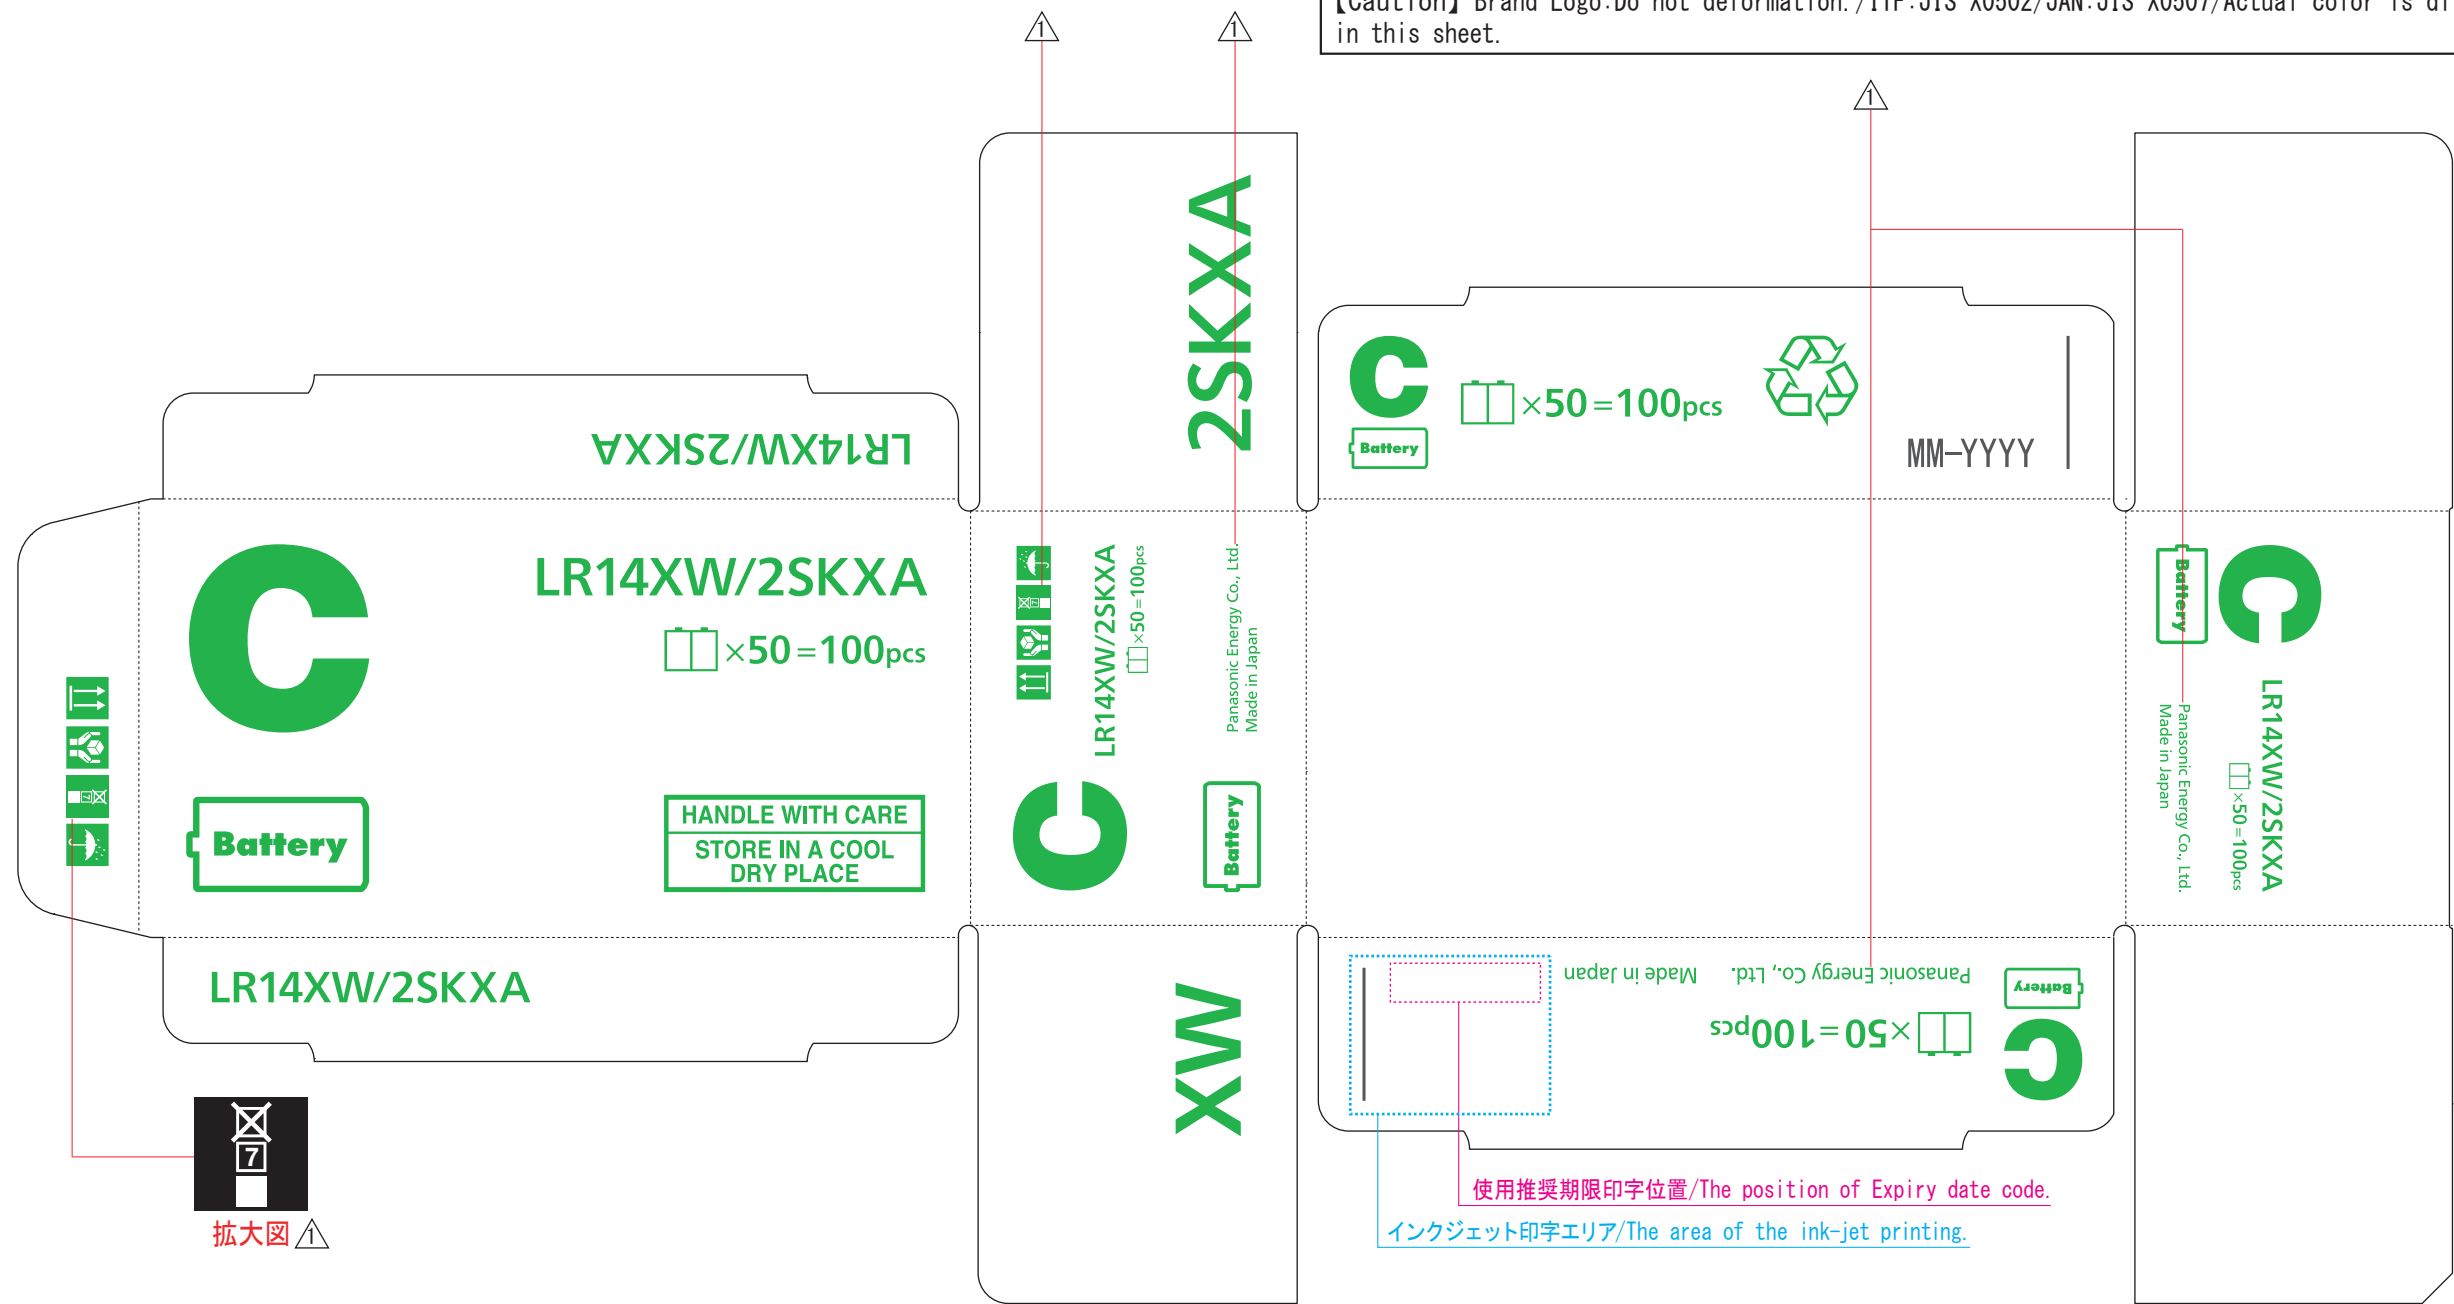 【Caution】 Brand Logo:Do not deformation./ITF:JIS X0502/JAN:JIS X0507/Actual color is
in this sheet.
1
1
1
2SKXA
C
Battery
×50=100pcs
MM-YYYY
LR14XW/2SKXA
C
LR14XW/2SKXA
×50=100pcs
Battery
HANDLE WITH CARE
STORE IN A COOL
DRY PLACE
7
7
LR14XW/2SKXA
×50=100pcs
Panasonic Energy Co., Ltd.
Made in Japan
C
Battery
Battery
C
Panasonic Energy Co., Ltd.
Made in Japan
LR14XW/2SKXA
×50=100pcs
LR14XW/2SKXA
XW
Panasonic Energy Co., Ltd. Made in Japan
×50=100pcs
Battery
C
7
拡大図 1
使用推奨期限印字位置/The position of Expiry date code.
インクジェット印字エリア/The area of the ink-jet printing.